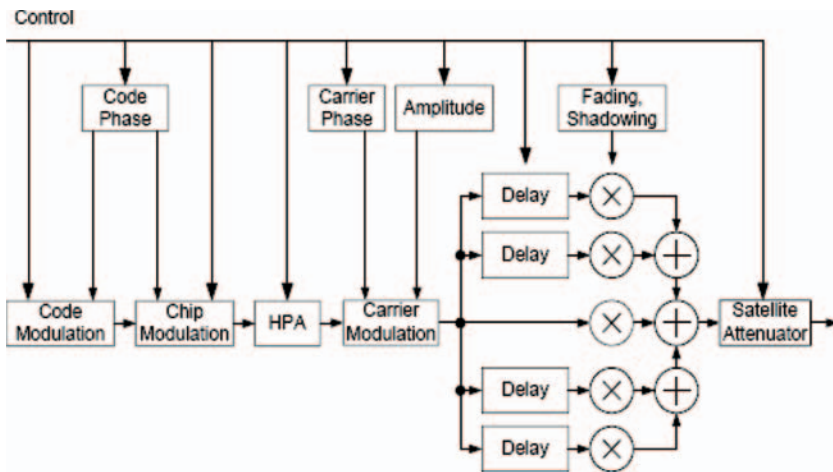 Control
Code
Phase
Carrier
Phase
Amplitude
Fading,
Shadowing
Delay
×
Delay
×
+
Code
Modulation
Chip
Modulation
HPA
Carrier
Modulation
×
+
Satellite
Attenuator
Delay
×
+
Delay
×